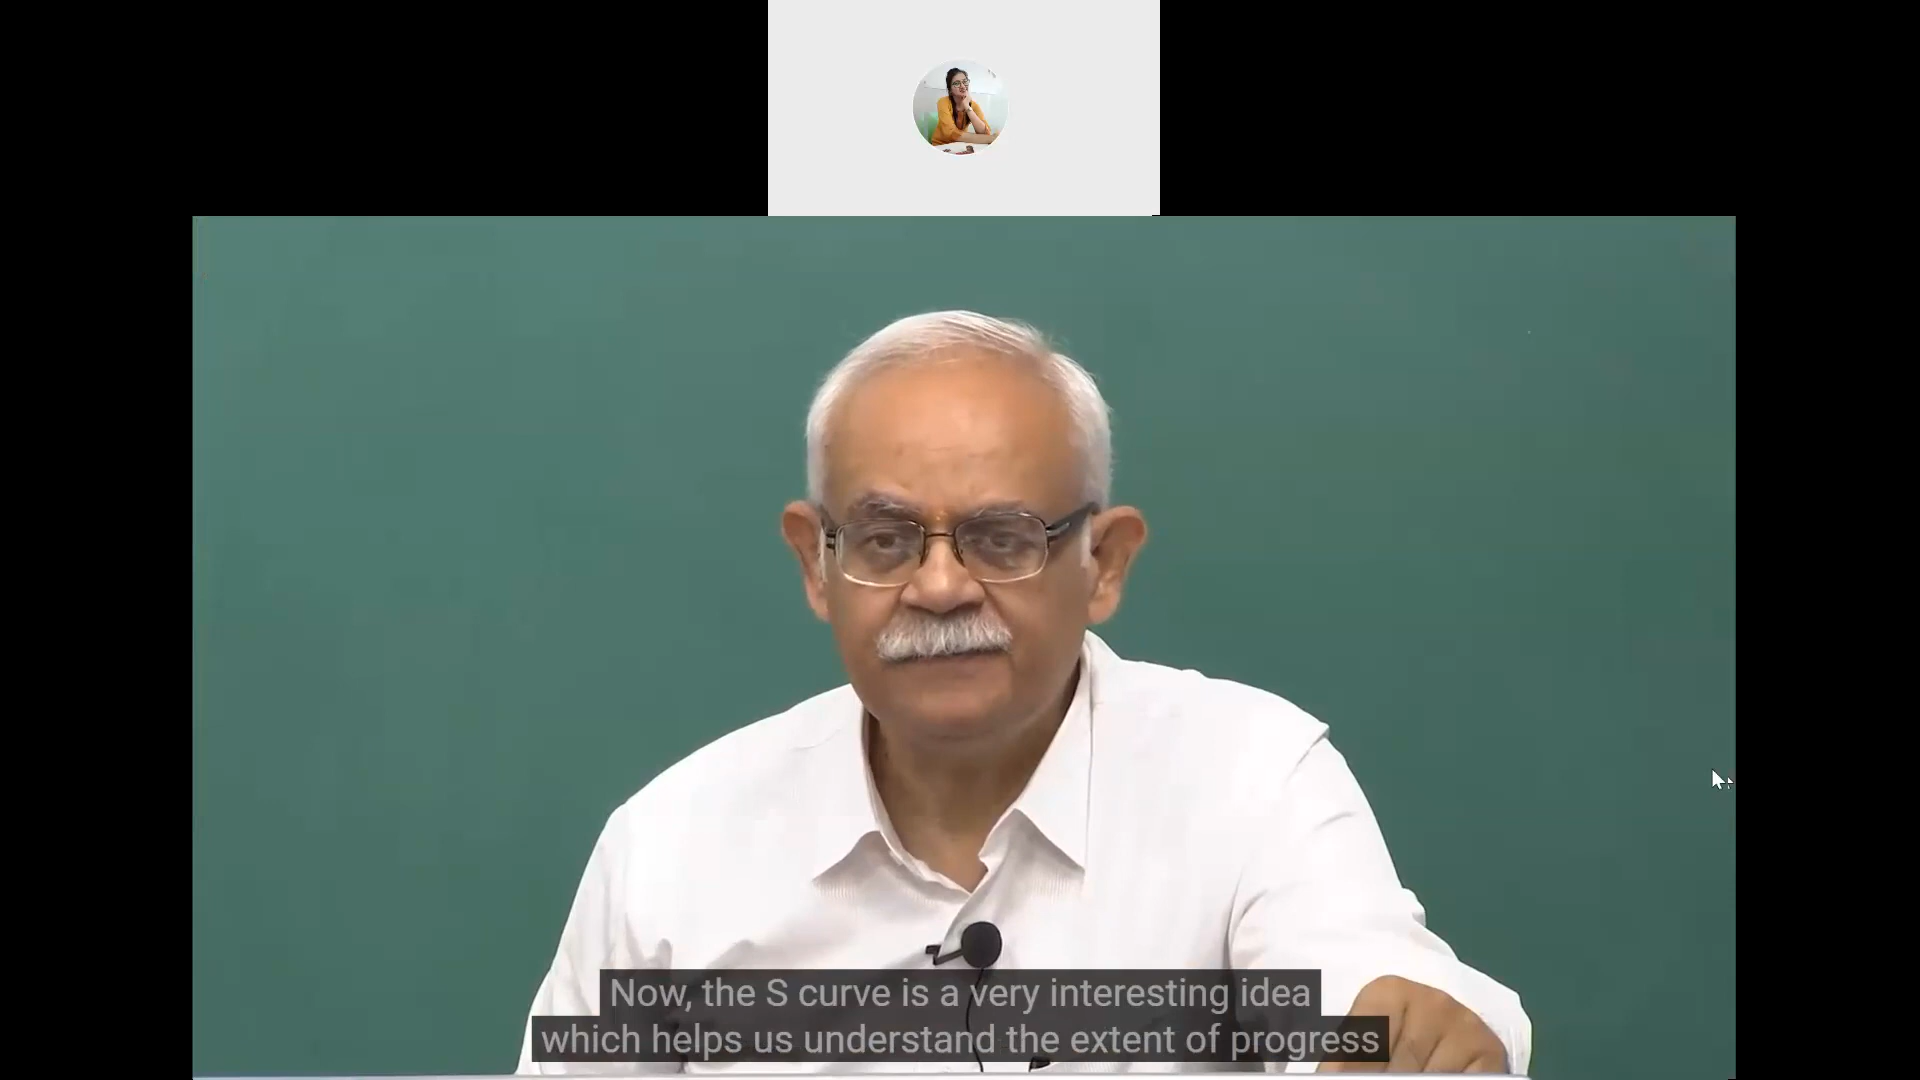 Now, the S curve is a very interesting idea
which helps us understand the extent of progress